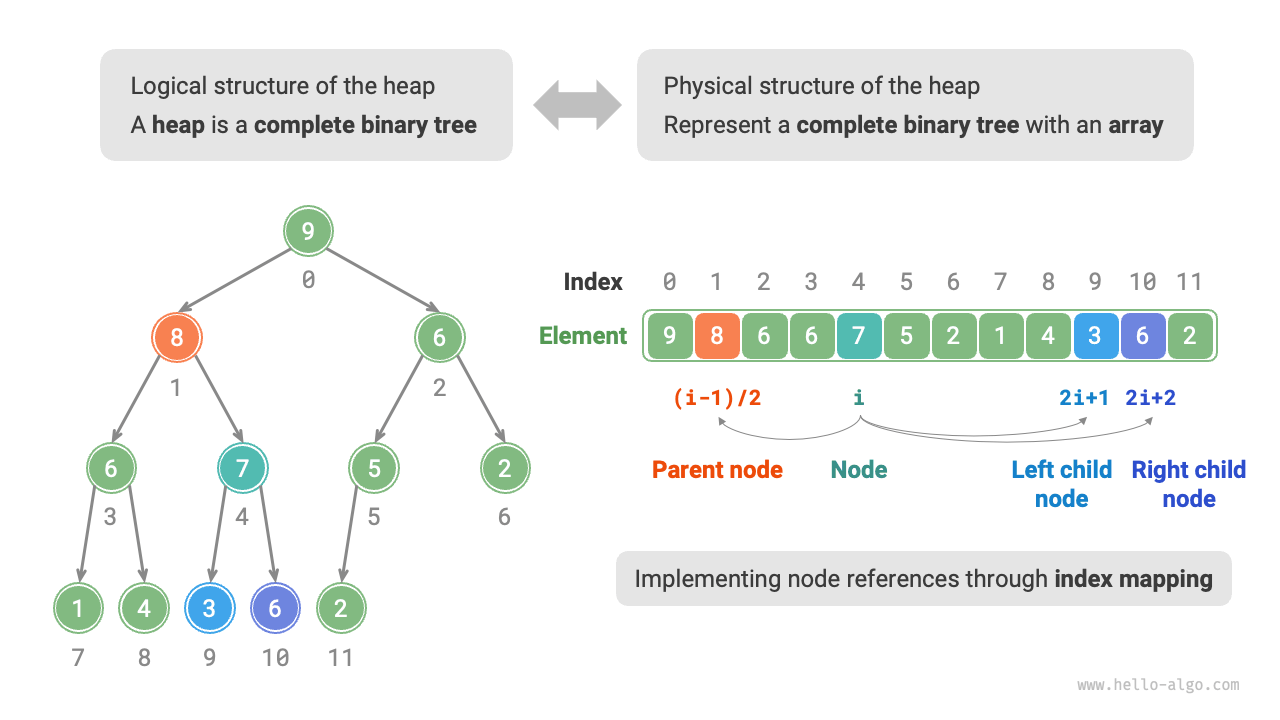 Logical structure of the heap
A heap is a complete binary tree
Physical structure of the heap
Represent a complete binary tree with an array
9
0
8
6
1
2
6
7
5
2
3
4
5
6
1
4
3
6
2
7
8
9
10
11
Index 0 1 2 3 4 5 6 7 8 9 10 11
Element 9 8 6 6 7 5 2 1 4 3 6 2
(i-1)/2 i 2i+1 2i+2
Parent node
Node
Left child
node
Right child
node
Implementing node references through index mapping
www.hello-algo.com